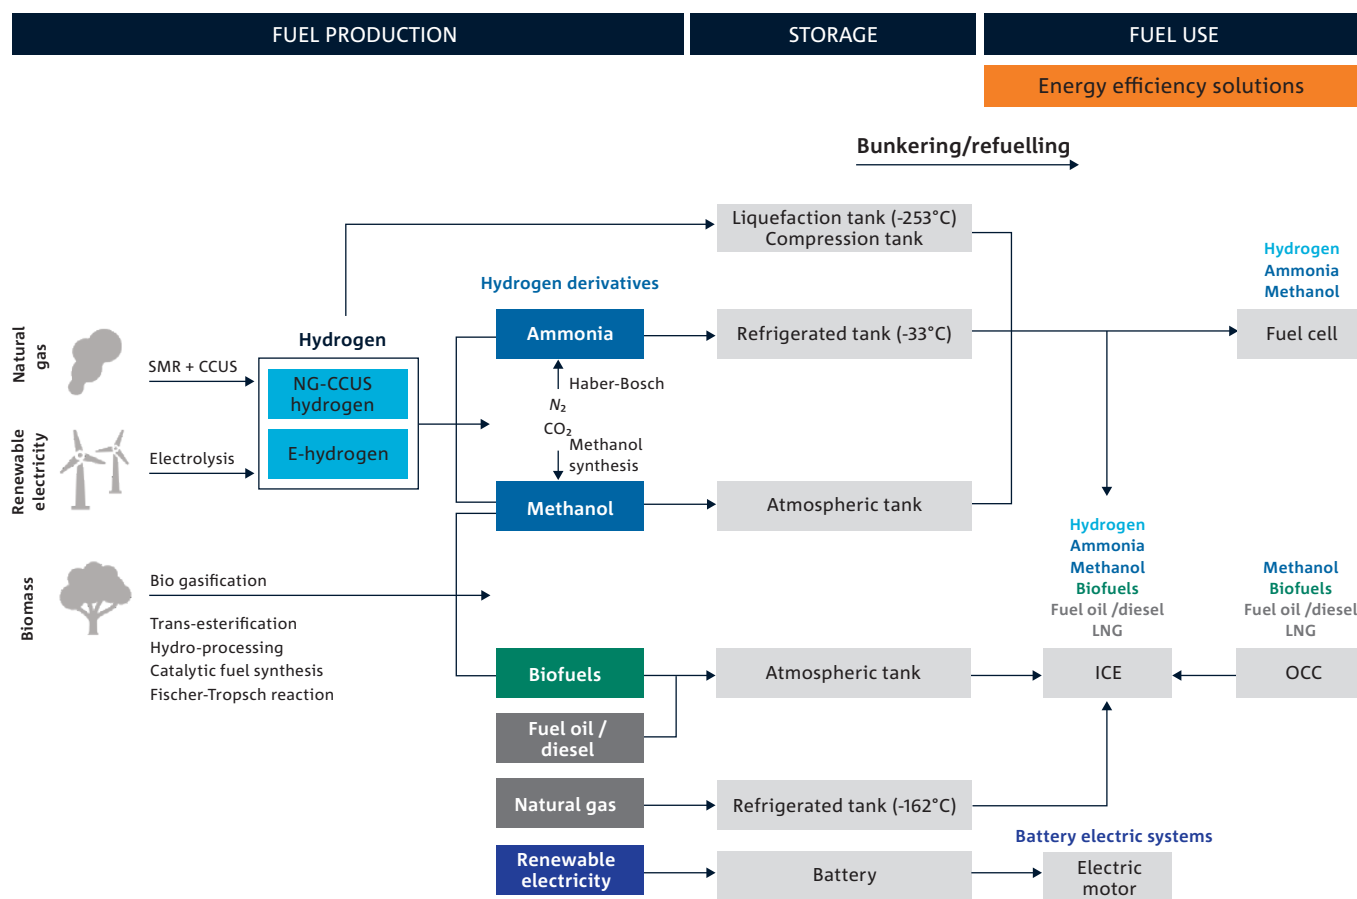 FUEL PRODUCTION
STORAGE
FUEL USE
Energy efficiency solutions
Bunkering/refuelling
Liquefaction tank (-253°C)
Compression tank
Hydrogen
Ammonia
Methanol
Hydrogen derivatives
Ammonia
Refrigerated tank (-33°C)
Fuel cell
Natural
gas
SMR + CCUS
Hydrogen
NG-CCUS
hydrogen
E-hydrogen
Haber-Bosch
N₂
CO₂
Methanol
synthesis
Renewable
electricity
Electrolysis
Methanol
Atmospheric tank
Hydrogen
Ammonia
Methanol
Biofuels
Fuel oil /diesel
LNG
Methanol
Biofuels
Fuel oil /diesel
LNG
Biomass
Bio gasification
Trans-esterification
Hydro-processing
Catalytic fuel synthesis
Fischer-Tropsch reaction
Biofuels
Atmospheric tank
ICE
OCC
Fuel oil /
diesel
Natural gas
Refrigerated tank (-162°C)
Battery electric systems
Renewable
electricity
Battery
Electric
motor